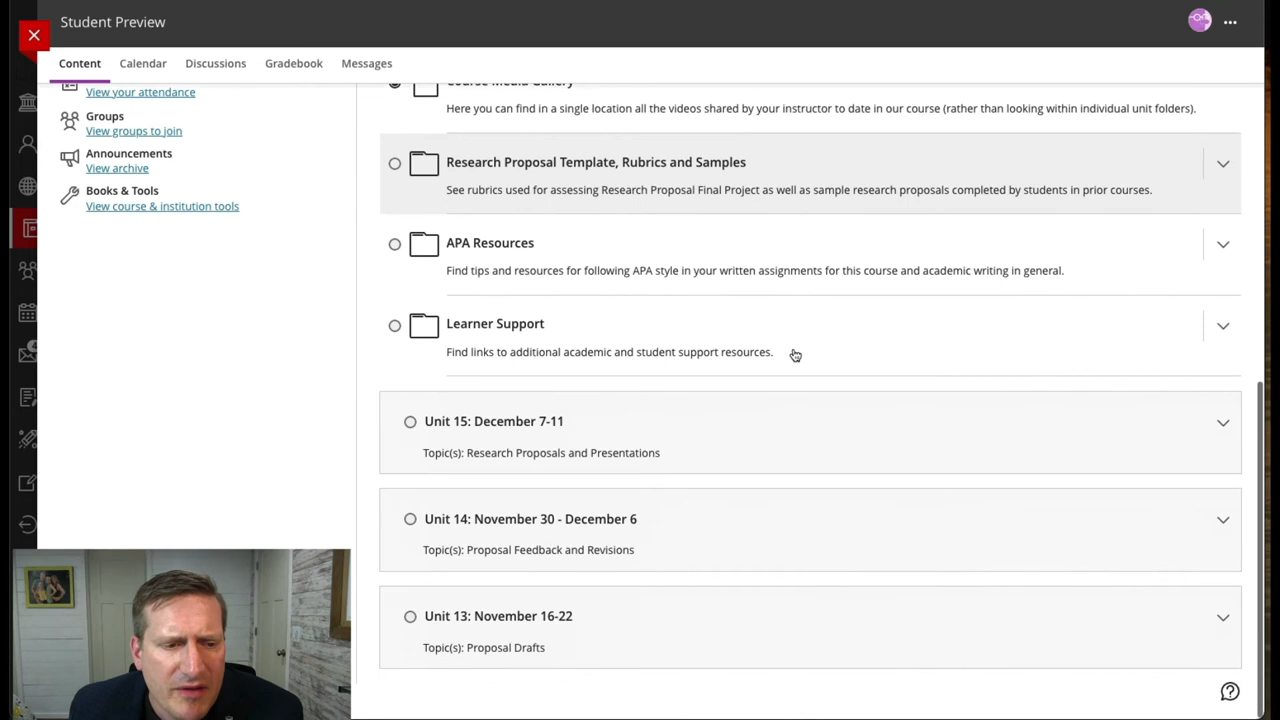 Student Preview
Content
Calendar
Discussions
Gradebook
Messages
View your attendance
Groups
View groups to join
Announcements
View archive
Books & Tools
View course & institution tools
Course Media Gallery
Here you can find in a single location all the videos shared by your instructor to date in our course (rather than looking within individual unit folders).
Research Proposal Template, Rubrics and Samples
See rubrics used for assessing Research Proposal Final Project as well as sample research proposals completed by students in prior courses.
APA Resources
Find tips and resources for following APA style in your written assignments for this course and academic writing in general.
Learner Support
Find links to additional academic and student support resources.
Unit 15: December 7-11
Topic(s): Research Proposals and Presentations
Unit 14: November 30 - December 6
Topic(s): Proposal Feedback and Revisions
Unit 13: November 16-22
Topic(s): Proposal Drafts